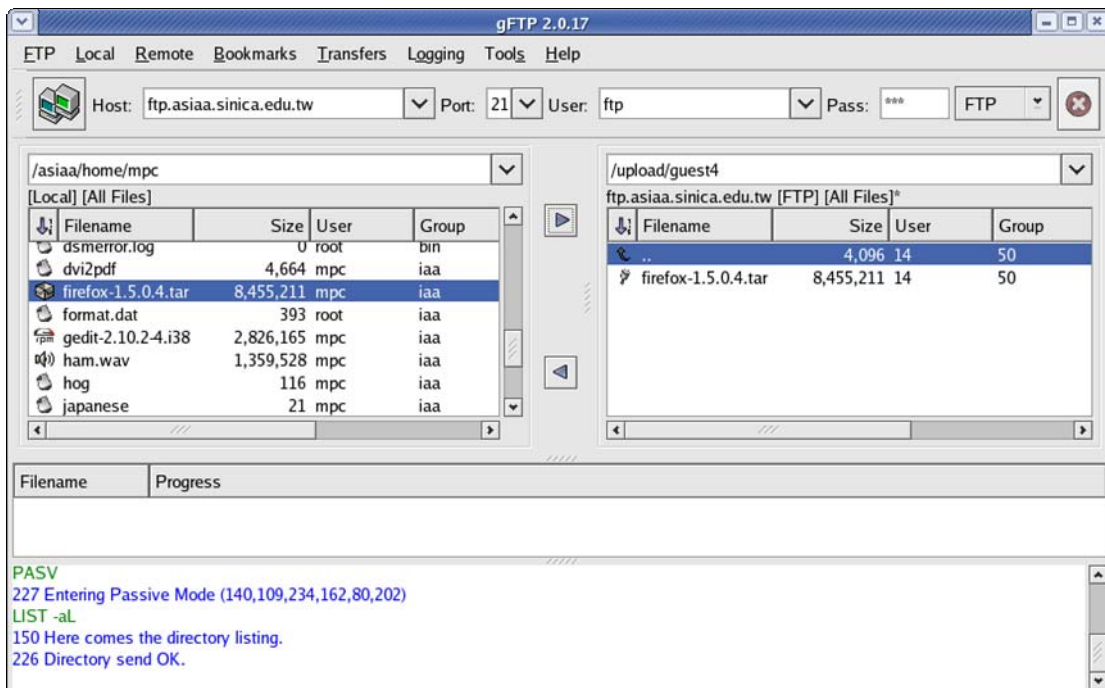 gFTP 2.0.17
FTP Local Remote Bookmarks Transfers Logging Tools Help
Host: ftp.asiaa.sinica.edu.tw Port: 21 User: ftp Pass: *** FTP
/asiaa/home/mpc
[Local] [All Files]
Filename Size User Group
dsmerror.log 0 root bin
dvi2pdf 4,664 mpc iaa
firefox-1.5.0.4.tar 8,455,211 mpc iaa
format.dat 393 root iaa
gedit-2.10.2-4.i38 2,826,165 mpc iaa
ham.wav 1,359,528 mpc iaa
hog 116 mpc iaa
japanese 21 mpc iaa
/upload/guest4
ftp.asiaa.sinica.edu.tw [FTP] [All Files]*
Filename Size User Group
.. 4,096 14 50
firefox-1.5.0.4.tar 8,455,211 14 50
Filename Progress
PASV
227 Entering Passive Mode (140,109,234,162,80,202)
LIST -aL
150 Here comes the directory listing.
226 Directory send OK.